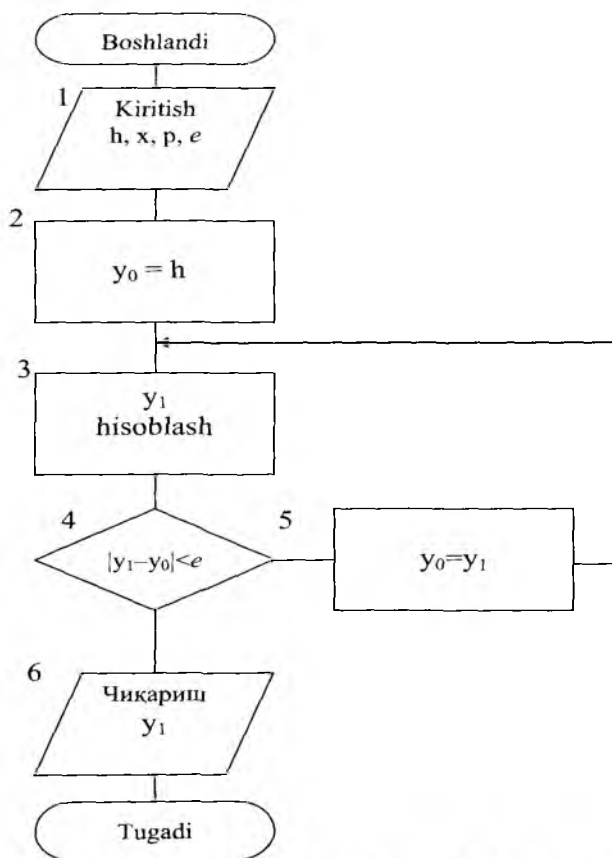 Boshlandi
1
Kiritish
h, x, p, e
2
y₀ = h
3
y₁
hisoblash
4
|y₁–y₀|<e
5
y₀=y₁
6
Чиқариш
y₁
Tugadi